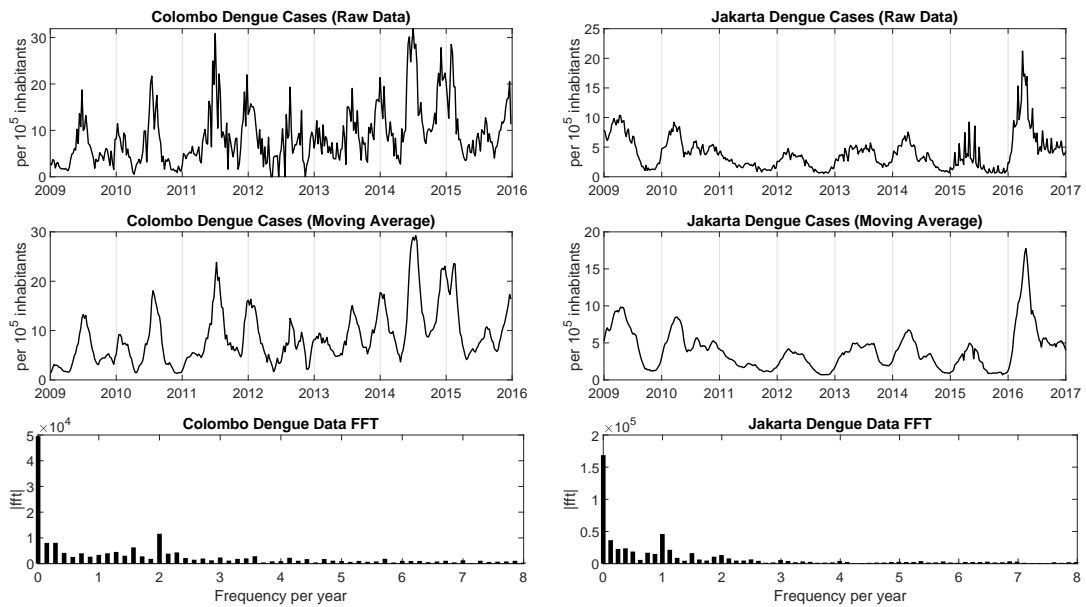 Colombo Dengue Cases (Raw Data)
per 10^5 inhabitants
30
20
10
0
2009 2010 2011 2012 2013 2014 2015 2016
Jakarta Dengue Cases (Raw Data)
per 10^5 inhabitants
25
20
15
10
5
0
2009 2010 2011 2012 2013 2014 2015 2016 2017
Colombo Dengue Cases (Moving Average)
per 10^5 inhabitants
30
20
10
0
2009 2010 2011 2012 2013 2014 2015 2016
Jakarta Dengue Cases (Moving Average)
per 10^5 inhabitants
20
15
10
5
0
2009 2010 2011 2012 2013 2014 2015 2016 2017
Colombo Dengue Data FFT
×10^4
|fft|
5
4
3
2
1
0
0 1 2 3 4 5 6 7 8
Frequency per year
Jakarta Dengue Data FFT
×10^5
|fft|
2
1.5
1
0.5
0
0 1 2 3 4 5 6 7 8
Frequency per year